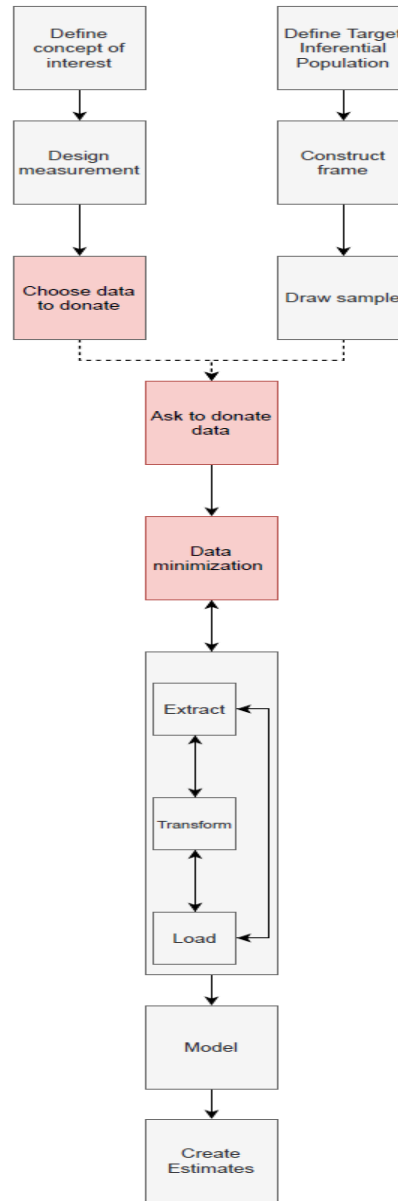 Define
concept of
interest
Define Target
Inferential
Population
Design
measurement
Construct
frame
Choose data
to donate
Draw sample
Ask to donate
data
Data
minimization
Extract
Transform
Load
Model
Create
Estimates